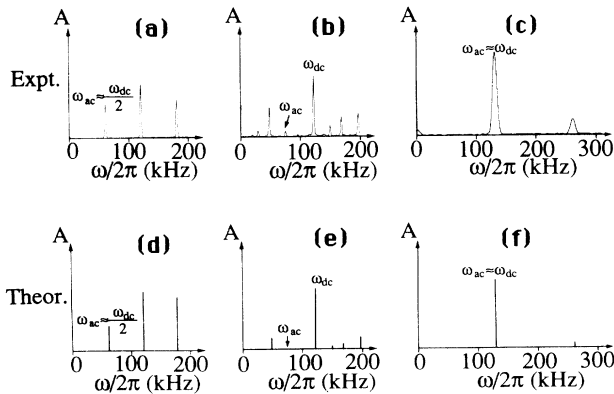 (a)
(b)
(c)
Expt.
A
ω_ac ≈ ω_dc/2
0 100 200
ω/2π (kHz)
A
ω_dc
ω_ac
0 100 200
ω/2π (kHz)
A
ω_ac≈ω_dc
0 100 200 300
ω/2π (kHz)
(d)
(e)
(f)
Theor.
A
ω_ac ≈ ω_dc/2
0 100 200
ω/2π (kHz)
A
ω_dc
ω_ac
0 100 200
ω/2π (kHz)
A
ω_ac≈ω_dc
0 100 200 300
ω/2π (kHz)